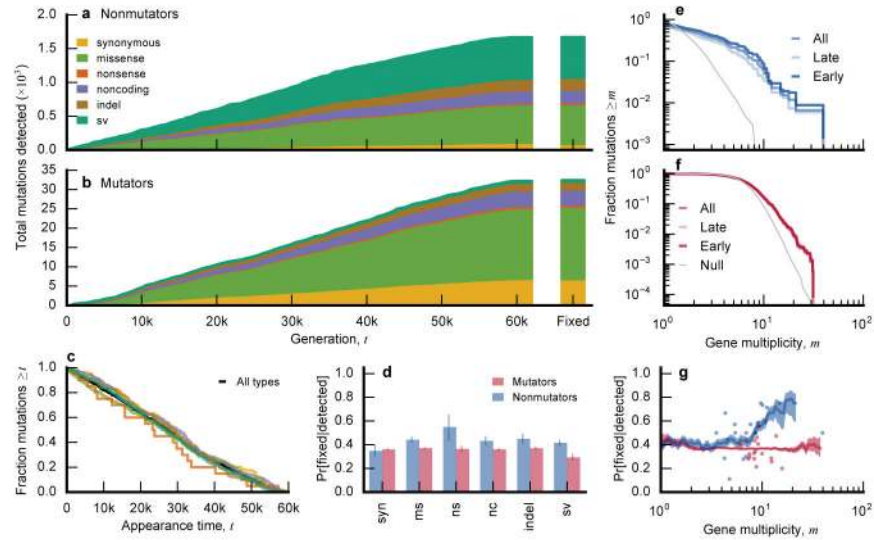 a Nonmutators
synonymous
missense
nonsense
noncoding
indel
sv
2.0
1.5
1.0
0.5
0.0
Total mutations detected (×10³)
b Mutators
35
30
25
20
15
10
5
0
0 10k 20k 30k 40k 50k 60k Fixed
Generation, t
e
All
Late
Early
10⁰
10⁻¹
10⁻²
10⁻³
Fraction mutations ≥ m
f
All
Late
Early
Null
10⁰
10⁻¹
10⁻²
10⁻³
10⁻⁴
10⁰ 10¹ 10²
Gene multiplicity, m
c
All types
Fraction mutations ≥ t
1.0
0.8
0.6
0.4
0.2
0.0
0 10k 20k 30k 40k 50k 60k
Appearance time, t
d
Mutators
Nonmutators
Pr[fixed|detected]
1.0
0.8
0.6
0.4
0.2
0.0
syn ms ns nc indel sv
g
Pr[fixed|detected]
1.0
0.8
0.6
0.4
0.2
0.0
10⁰ 10¹ 10²
Gene multiplicity, m